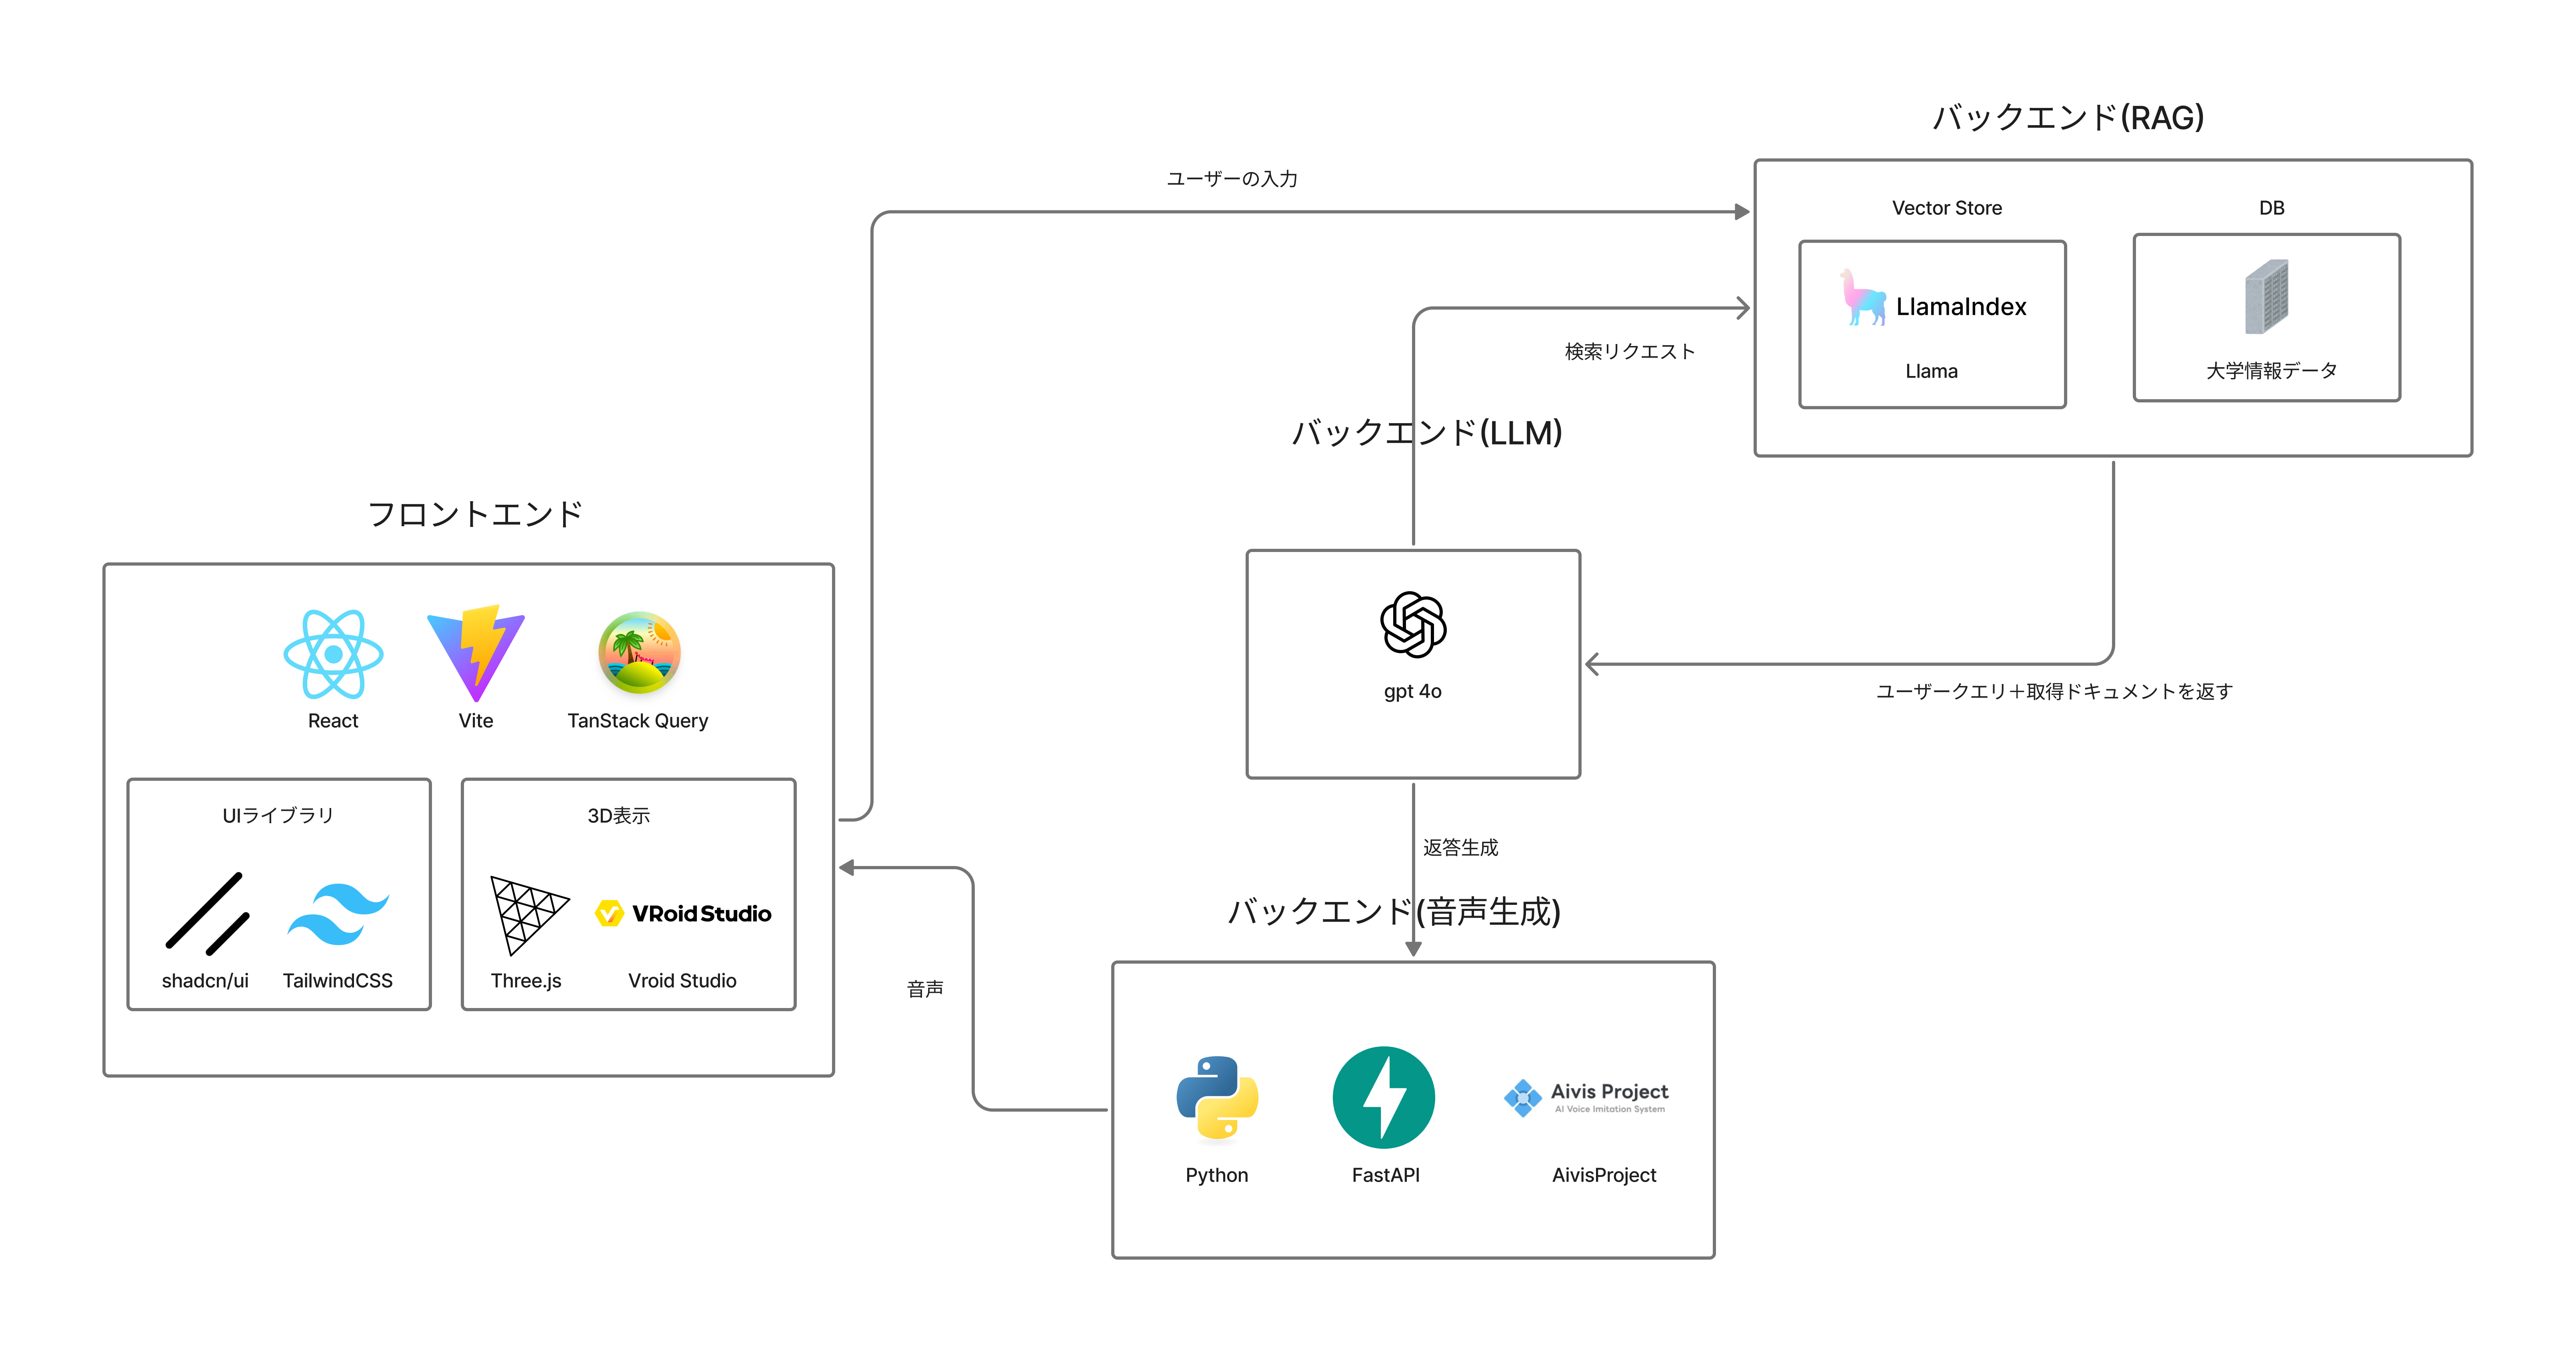 バックエンド(RAG)
ユーザーの入力
Vector Store
DB
LlamaIndex
Llama
大学情報データ
検索リクエスト
バックエンド(LLM)
フロントエンド
gpt 4o
ユーザークエリ＋取得ドキュメントを返す
React
Vite
TanStack Query
UIライブラリ
3D表示
VRoid Studio
shadcn/ui
TailwindCSS
Three.js
Vroid Studio
返答生成
バックエンド(音声生成)
音声
Aivis Project
AI Voice Imitation System
Python
FastAPI
AivisProject